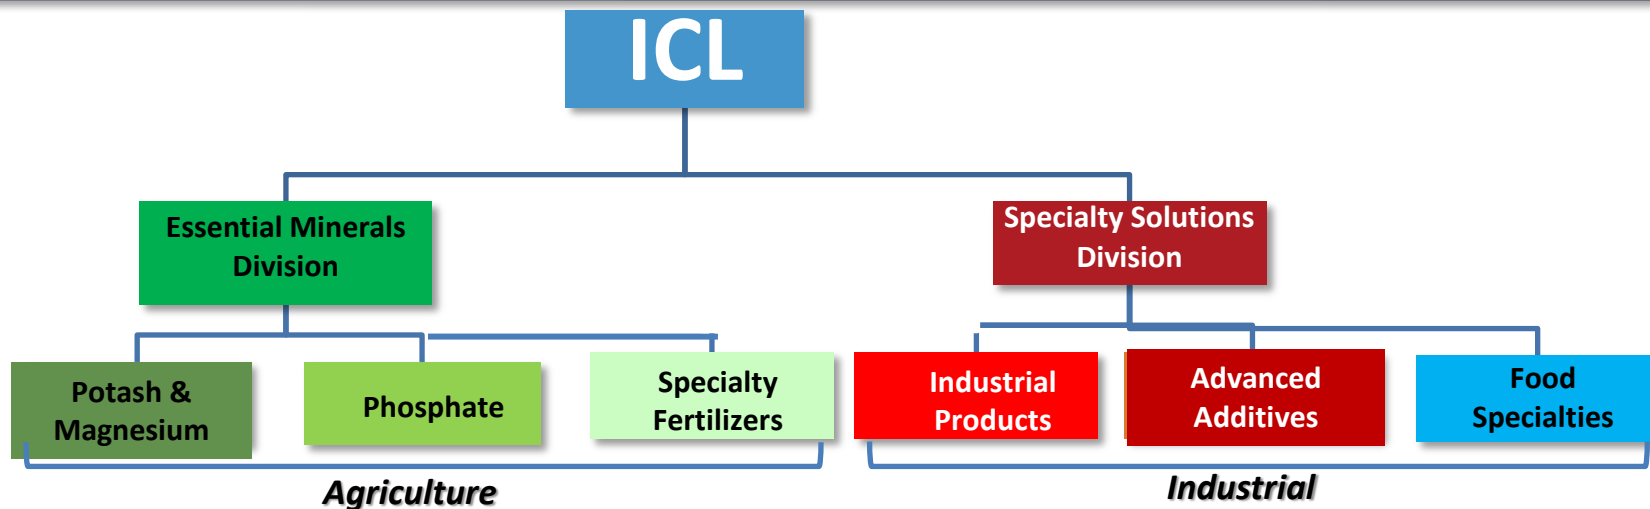 ICL
Essential Minerals
Division
Specialty Solutions
Division
Potash &
Magnesium
Phosphate
Specialty
Fertilizers
Industrial
Products
Advanced
Additives
Food
Specialties
Agriculture
Industrial